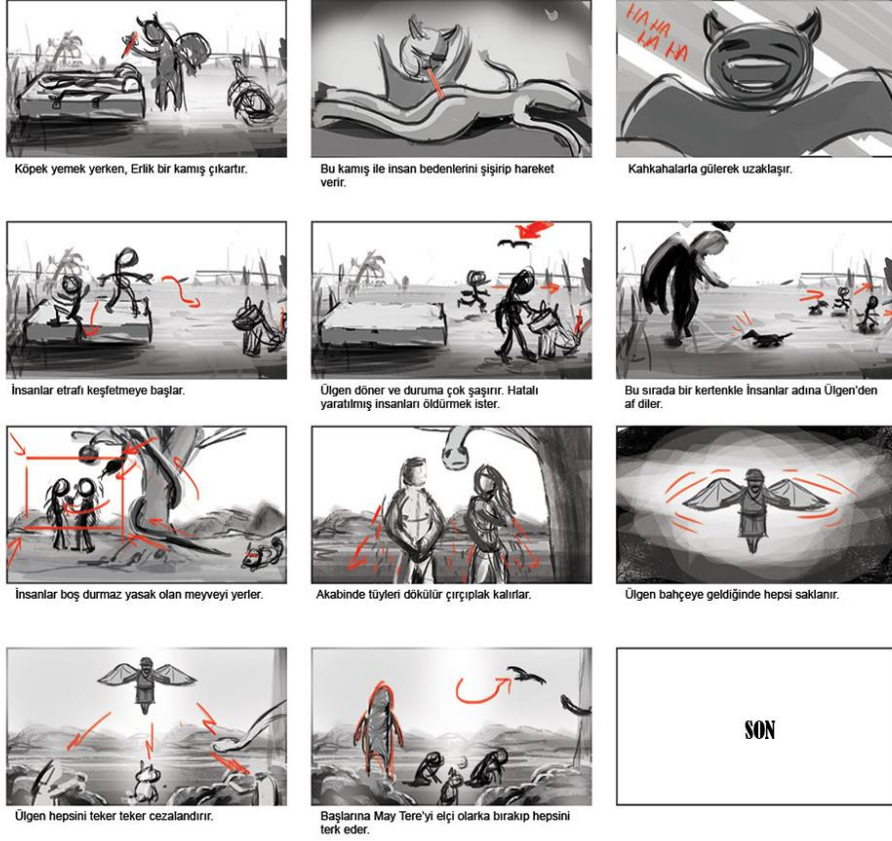 HA HA
HA HA
Köpek yemek yerken, Erlik bir kamış çıkartır.
Bu kamış ile insan bedenlerini şişirip hareket
verir.
Kahkahalarla gülerek uzaklaşır.
İnsanlar etrafı keşfetmeye başlar.
Ülgen döner ve duruma çok şaşırır. Hatalı
yaratılmış insanları öldürmek ister.
Bu sırada bir kertenkle İnsanlar adına Ülgen'den
af diler.
İnsanlar boş durmaz yasak olan meyveyi yerler.
Akabinde tüyleri dökülür çırçıplak kalırlar.
Ülgen bahçeye geldiğinde hepsi saklanır.
Ülgen hepsini teker teker cezalandırır.
Başlarına May Tere'yi elçi olarka bırakıp hepsini
terk eder.
SON